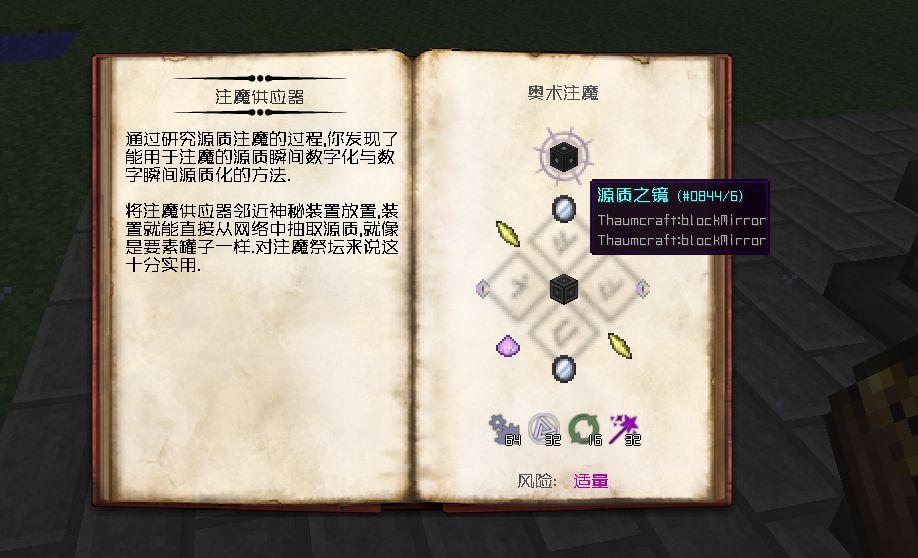 注魔供应器
通过研究源质注魔的过程,你发现了
能用于注魔的源质瞬间数字化与数
字瞬间源质化的方法.
将注魔供应器邻近神秘装置放置,装
置就能直接从网络中抽取源质,就像
是要素罐子一样.对注魔祭坛来说这
十分实用.
奥术注魔
源质之镜 (#0844/6)
Thaumcraft:blockMirror
Thaumcraft:blockMirror
64 32 16 32
风险: 适量